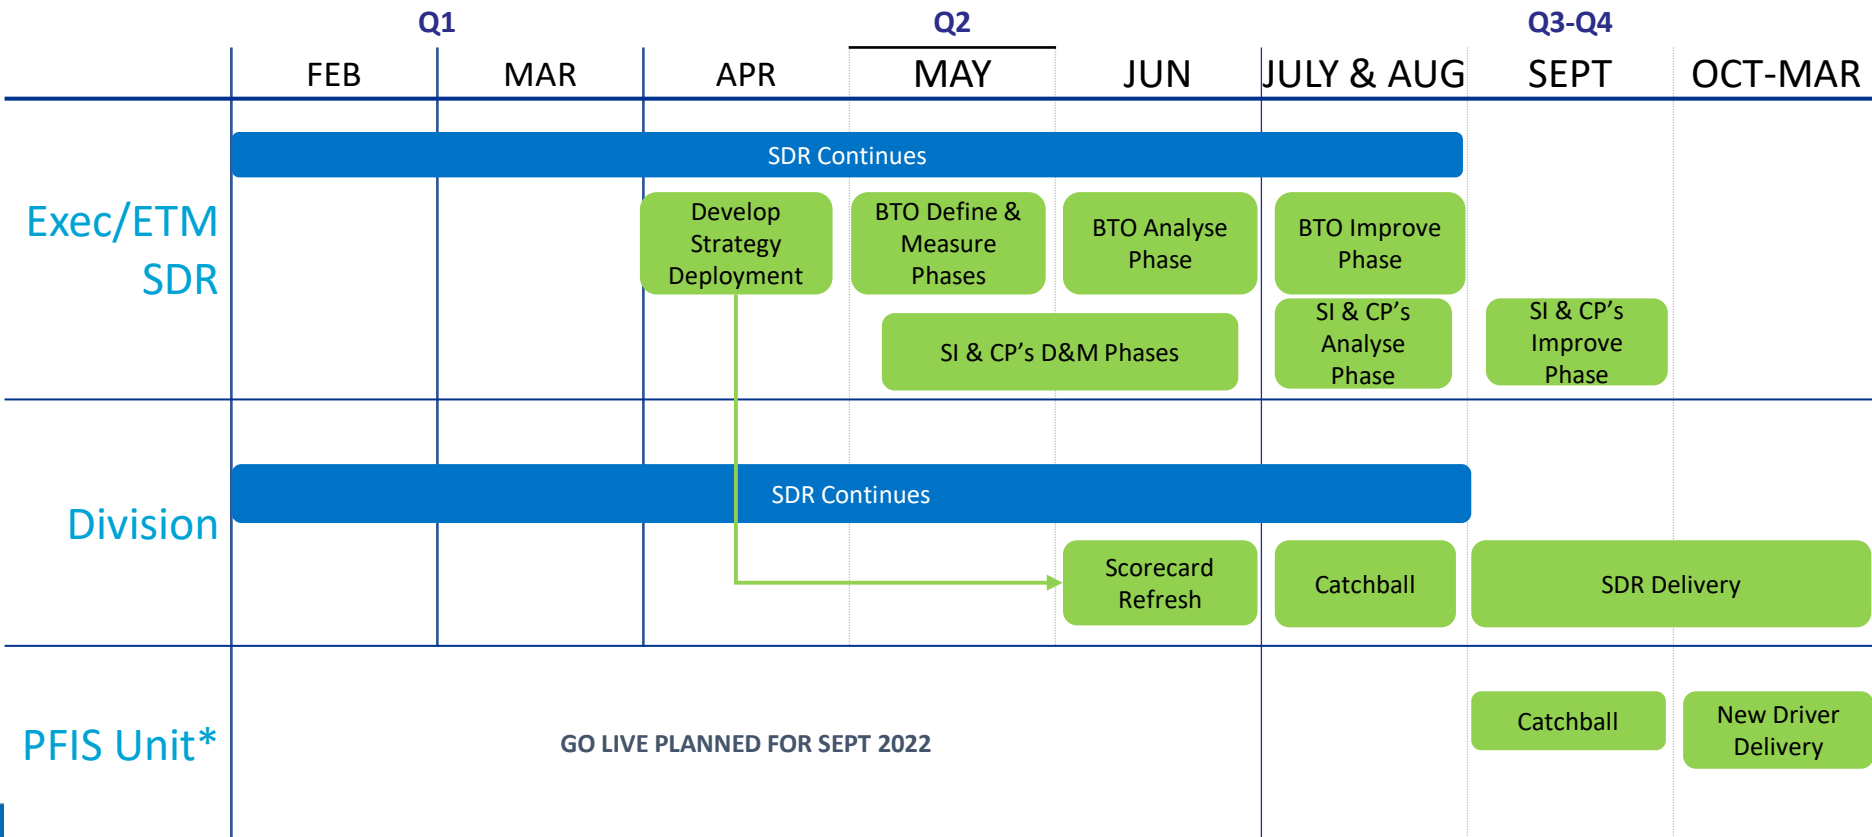 Q1
Q2
Q3-Q4
FEB
MAR
APR
MAY
JUN
JULY & AUG
SEPT
OCT-MAR
Exec/ETM
SDR
SDR Continues
Develop
Strategy
Deployment
BTO Define &
Measure
Phases
BTO Analyse
Phase
BTO Improve
Phase
SI & CP’s D&M Phases
SI & CP’s
Analyse
Phase
SI & CP’s
Improve
Phase
Division
SDR Continues
Scorecard
Refresh
Catchball
SDR Delivery
PFIS Unit*
GO LIVE PLANNED FOR SEPT 2022
Catchball
New Driver
Delivery